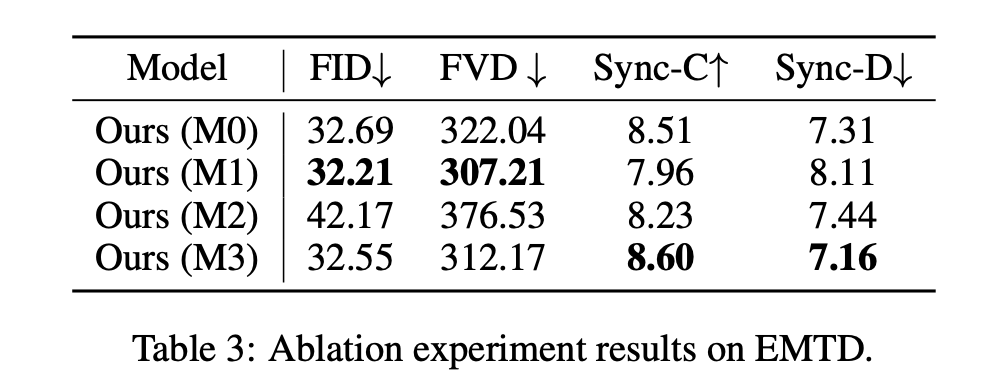 Model FID↓ FVD ↓ Sync-C↑ Sync-D↓
Ours (M0) 32.69 322.04 8.51 7.31
Ours (M1) 32.21 307.21 7.96 8.11
Ours (M2) 42.17 376.53 8.23 7.44
Ours (M3) 32.55 312.17 8.60 7.16
Table 3: Ablation experiment results on EMTD.